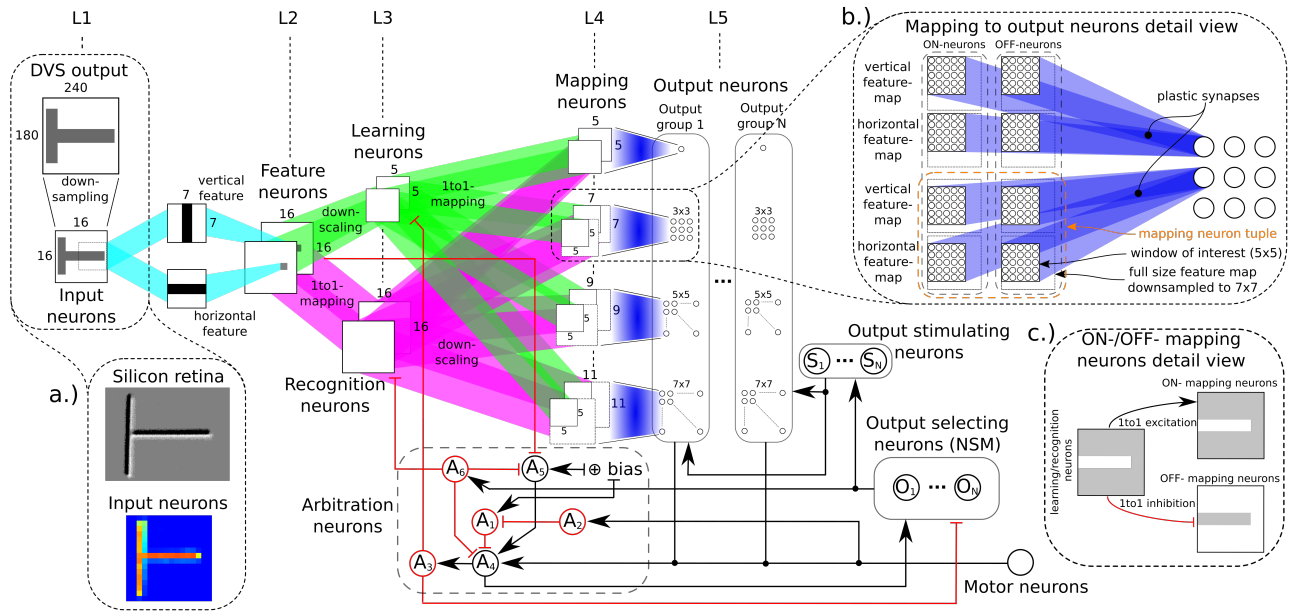 L1
L2
L3
L4
L5
DVS output
240
180
down-
sampling
16
16
Input
neurons
7
vertical
feature
7
horizontal
feature
Feature
neurons
16
16
down-
scaling
1to1-
mapping
Learning
neurons
5
5
1to1-
mapping
16
16
down-
scaling
Recognition
neurons
Mapping
neurons
5
5
7
7
5
5
9
9
5
5
11
11
5
5
Output neurons
Output
group 1
Output
group N
...
3x3
3x3
5x5
5x5
7x7
7x7
a.)
Silicon retina
Input neurons
b.)
Mapping to output neurons detail view
ON-neurons
OFF-neurons
vertical
feature-
map
horizontal
feature-
map
vertical
feature-
map
horizontal
feature-
map
plastic synapses
mapping neuron tuple
window of interest (5x5)
full size feature map
downsampled to 7x7
c.)
ON-/OFF- mapping
neurons detail view
ON- mapping neurons
1to1 excitation
learning/recognition
neurons
OFF- mapping neurons
1to1 inhibition
Output stimulating
neurons
S1 ... SN
Output selecting
neurons (NSM)
O1 ... ON
Arbitration
neurons
A6
A5
⊕ bias
A1
A2
A3
A4
Motor neurons